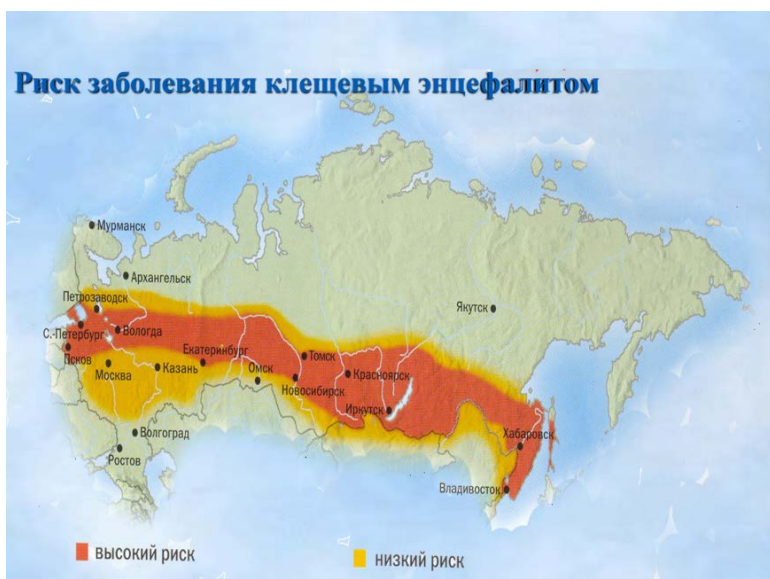 Риск заболевания клещевым энцефалитом
Мурманск
Архангельск
Петрозаводск
Якутск
С.-Петербург
Вологда
Псков
Москва
Казань
Екатеринбург
Омск
Томск
Новосибирск
Красноярск
Иркутск
Хабаровск
Волгоград
Ростов
Владивосток
высокий риск
низкий риск